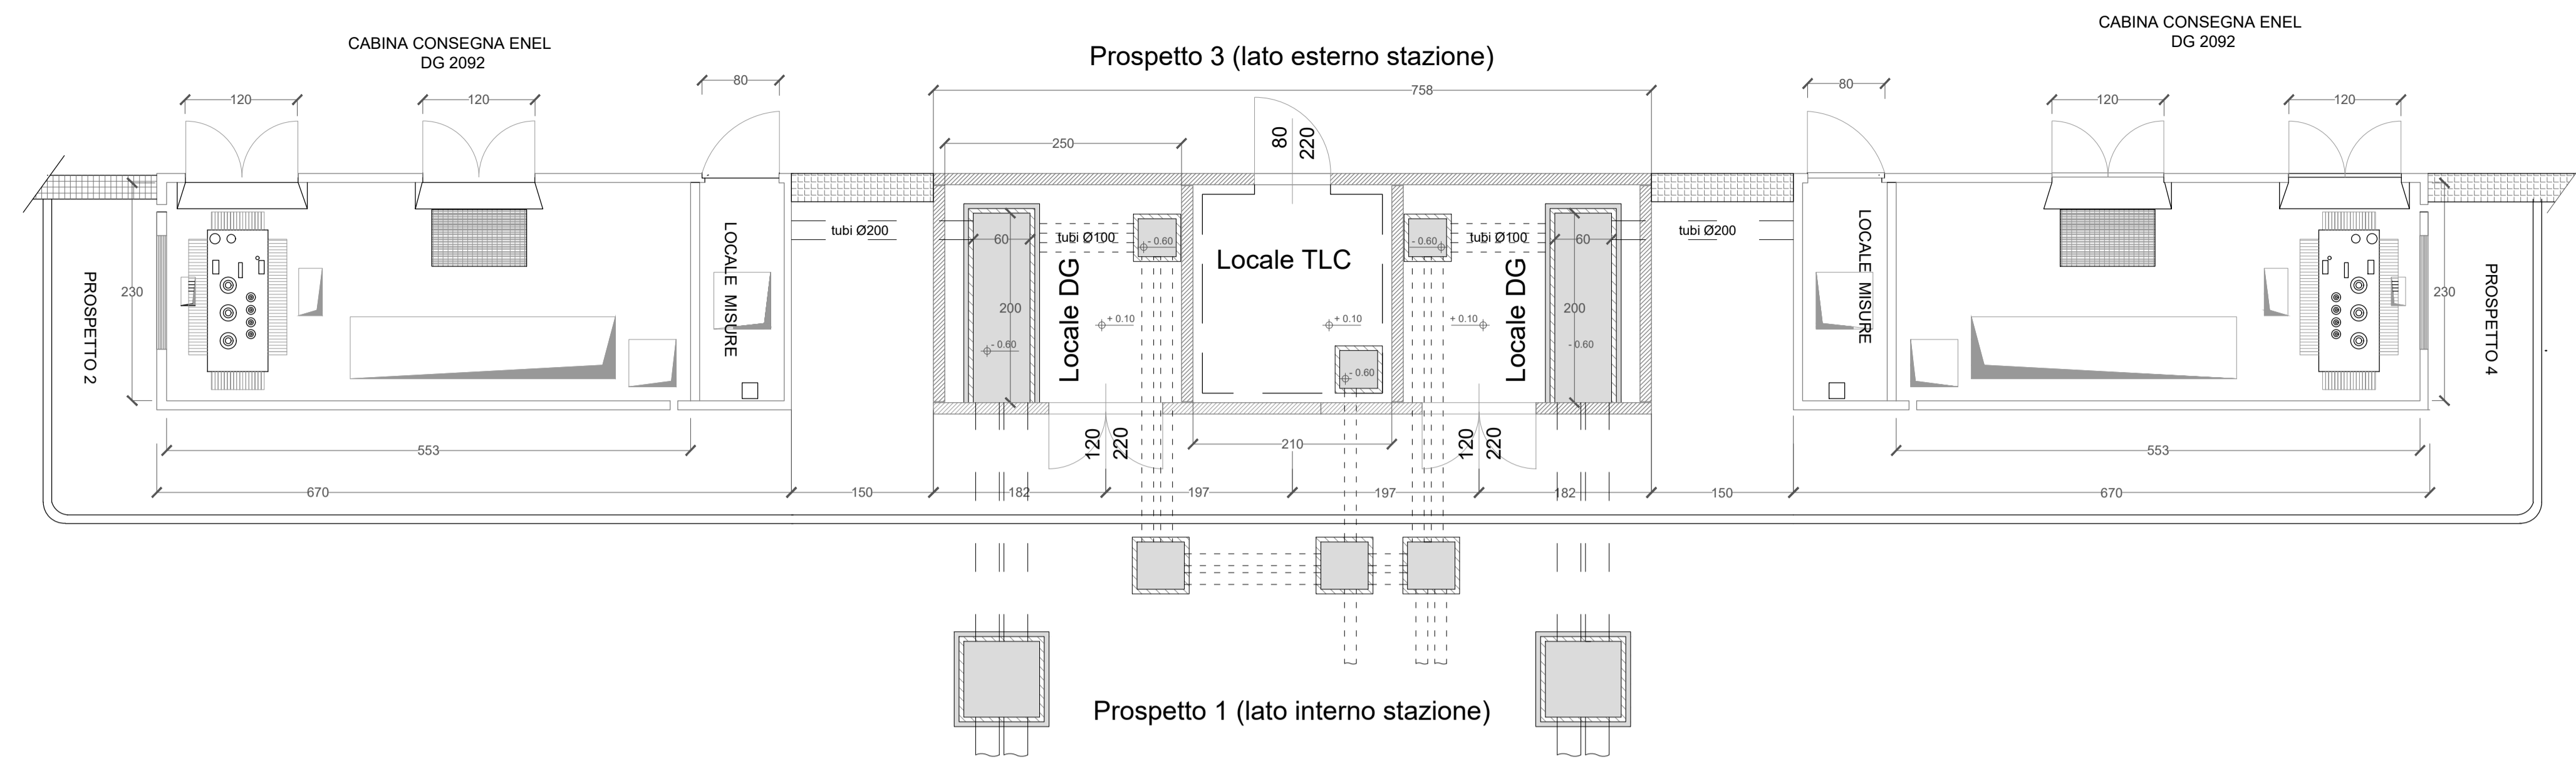 CABINA CONSEGNA ENEL
DG 2092
Prospetto 3 (lato esterno stazione)
CABINA CONSEGNA ENEL
DG 2092
120
120
80
758
80
120
120
250
80
220
tubi Ø200
60
tubi Ø100
- 0.60
Locale TLC
- 0.60
tubi Ø100
60
tubi Ø200
PROSPETTO 2
230
LOCALE MISURE
200
- 0.60
Locale DG
+ 0.10
+ 0.10
- 0.60
+ 0.10
Locale DG
200
- 0.60
LOCALE MISURE
230
PROSPETTO 4
553
120
220
210
120
220
553
670
150
182
197
197
182
150
670
Prospetto 1 (lato interno stazione)